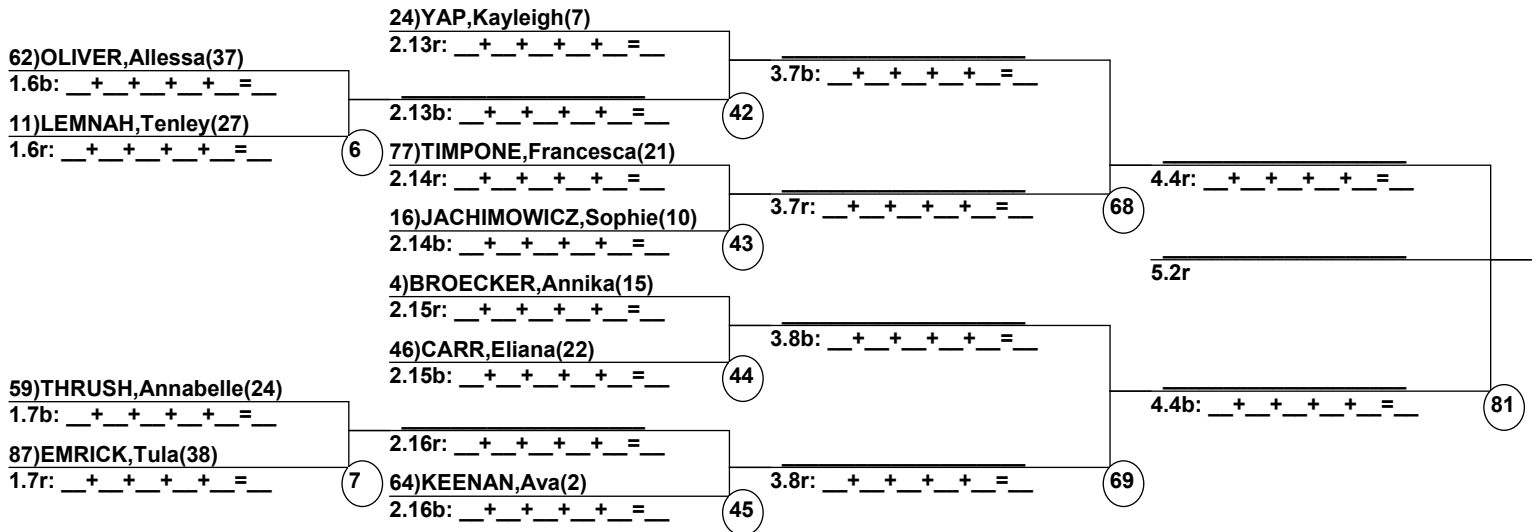 24)YAP,Kayleigh(7)
2.13r: __+__+__+__+__=__
62)OLIVER,Allessa(37)
1.6b: __+__+__+__+__=__
2.13b: __+__+__+__+__=__
42
11)LEMNAH,Tenley(27)
1.6r: __+__+__+__+__=__
6
3.7b: __+__+__+__+__=__
77)TIMPONE,Francesca(21)
2.14r: __+__+__+__+__=__
16)JACHIMOWICZ,Sophie(10)
2.14b: __+__+__+__+__=__
43
3.7r: __+__+__+__+__=__
68
4.4r: __+__+__+__+__=__
5.2r
4)BROECKER,Annika(15)
2.15r: __+__+__+__+__=__
46)CARR,Eliana(22)
2.15b: __+__+__+__+__=__
44
3.8b: __+__+__+__+__=__
59)THRUSH,Annabelle(24)
1.7b: __+__+__+__+__=__
4.4b: __+__+__+__+__=__
81
87)EMRICK,Tula(38)
1.7r: __+__+__+__+__=__
7
2.16r: __+__+__+__+__=__
64)KEENAN,Ava(2)
2.16b: __+__+__+__+__=__
45
3.8r: __+__+__+__+__=__
69